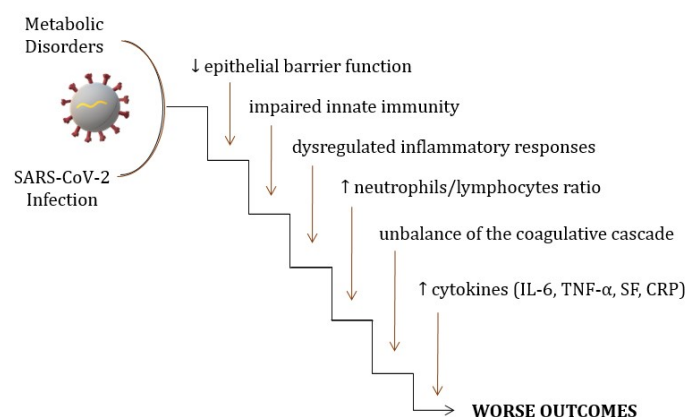 Metabolic
Disorders
↓ epithelial barrier function
impaired innate immunity
dysregulated inflammatory responses
SARS-CoV-2
Infection
↑ neutrophils/lymphocytes ratio
unbalance of the coagulative cascade
↑ cytokines (IL-6, TNF-α, SF, CRP)
WORSE OUTCOMES